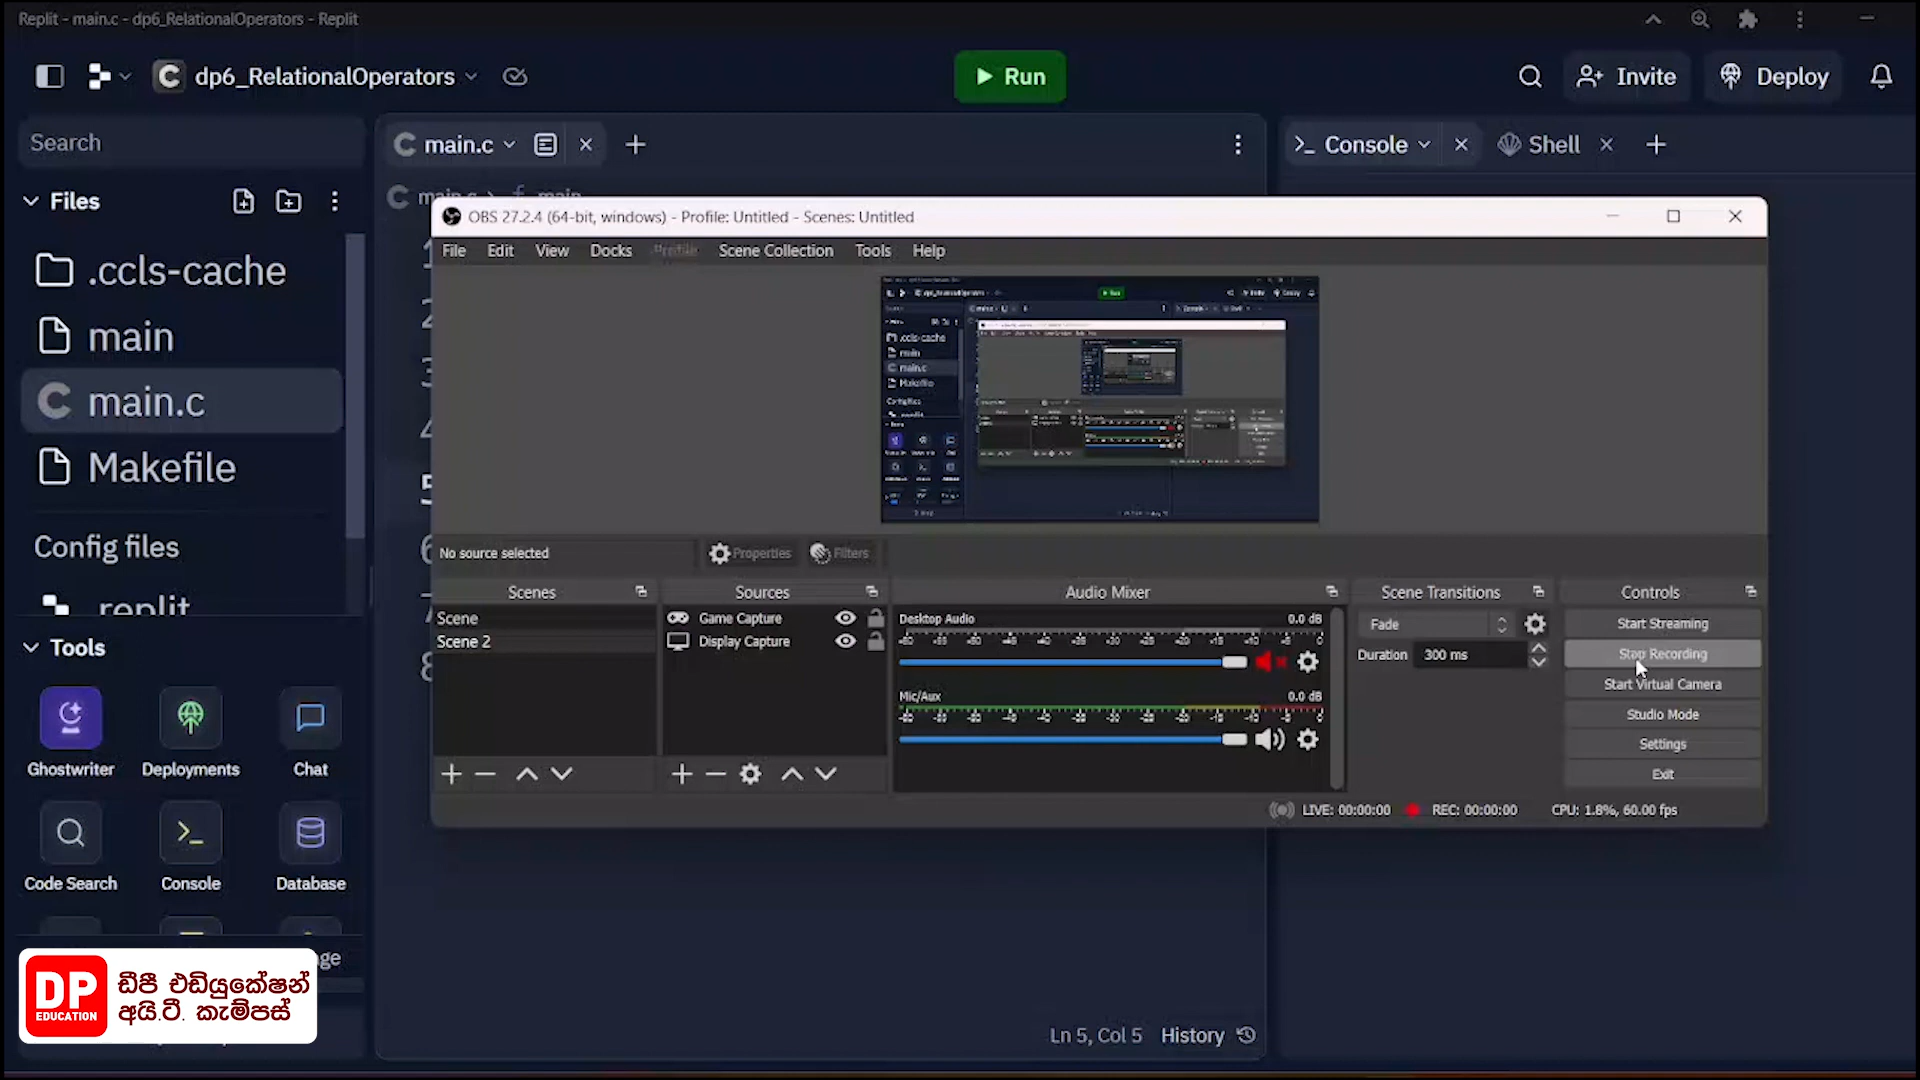 Replit - main.c - dp6_RelationalOperators - Replit
dp6_RelationalOperators
Run
Invite
Deploy
Search
main.c
Console
Shell
Files
.ccls-cache
main
main.c
Makefile
Config files
.replit
Tools
Ghostwriter
Deployments
Chat
Code Search
Console
Database
OBS 27.2.4 (64-bit, windows) - Profile: Untitled - Scenes: Untitled
File Edit View Docks Profile Scene Collection Tools Help
No source selected
Properties
Filters
Scenes
Scene
Scene 2
Sources
Game Capture
Display Capture
Audio Mixer
Desktop Audio
0.0 dB
Mic/Aux
0.0 dB
Scene Transitions
Fade
Duration 300 ms
Controls
Start Streaming
Stop Recording
Start Virtual Camera
Studio Mode
Settings
Exit
LIVE: 00:00:00
REC: 00:00:00
CPU: 1.8%, 60.00 fps
Ln 5, Col 5
History
DP
EDUCATION
ඩීපී එඩියුකේෂන්
අයි.ටී. කැම්පස්